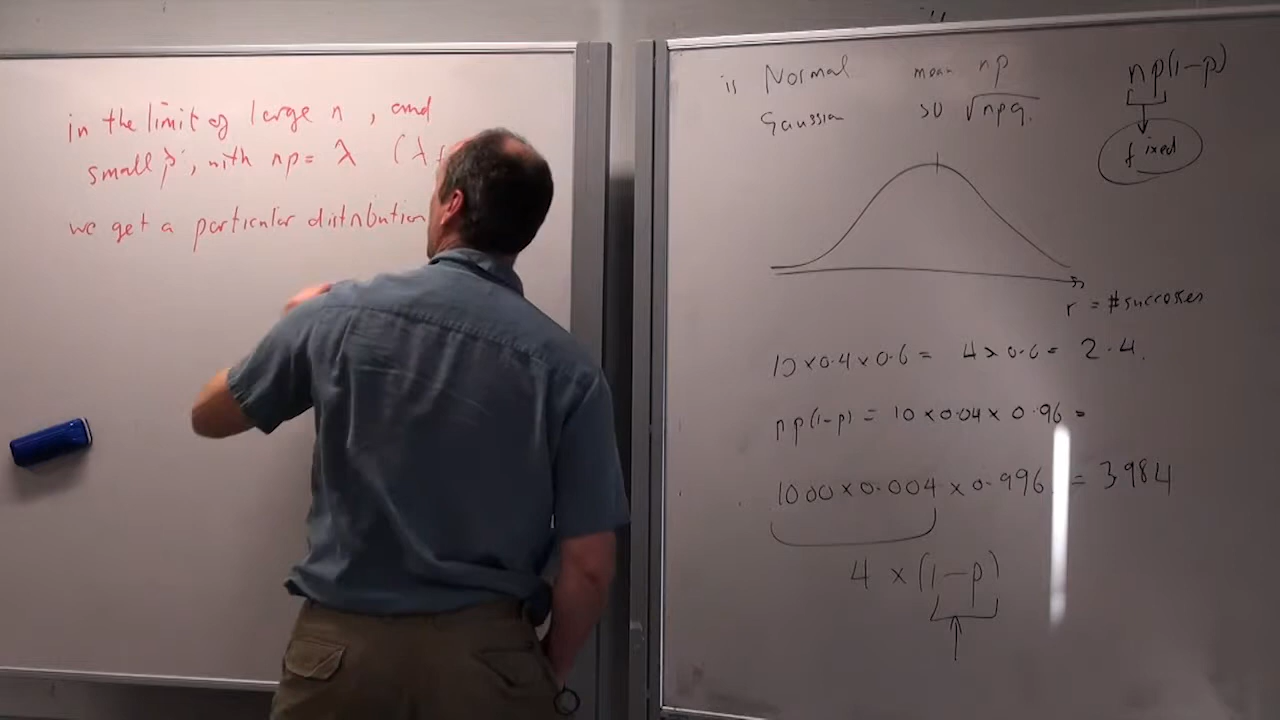 in the limit of large n, and
small p, with np = λ (λ f
we get a particular distribution
is Normal
Gaussian
mean np
SD √npq
np(1-p)
fixed
r = #successes
10 × 0.4 × 0.6 = 4 × 0.6 = 2.4
np(1-p) = 10 × 0.04 × 0.96 =
1000 × 0.004 × 0.996 = 3.984
4 × (1-p)